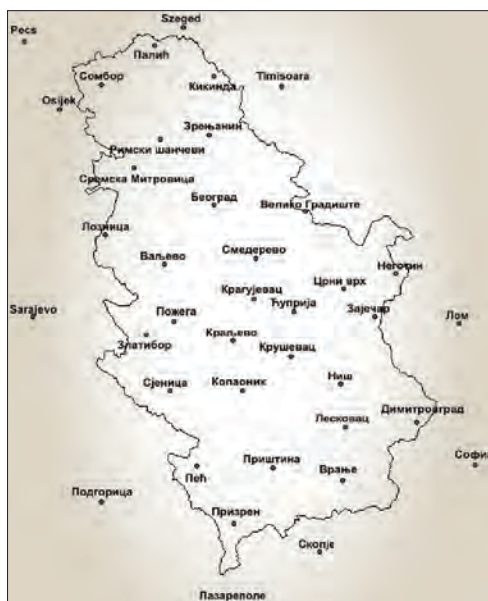 Szeged
Pecs
Палић
Сомбор
Кикинда
Timisoara
Osijek
Зрењанин
Римски шанчеви
Сремска Митровица
Београд
Велико Градиште
Лозница
Ваљево
Смедерево
Неготин
Црни врх
Крагујевац
Ћуприја
Sarajevo
Пожега
Зајечар
Лом
Златибор
Краљево
Крушевац
Сјеница
Копаоник
Ниш
Димитровград
Лесковац
Пећ
Приштина
Врање
София
Подгорица
Призрен
Скопје
Лазарополе